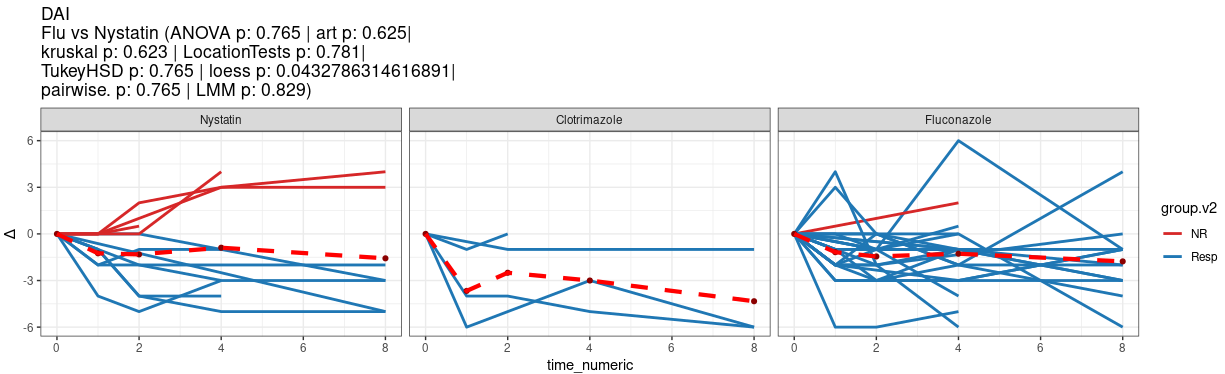 DAI
Flu vs Nystatin (ANOVA p: 0.765 | art p: 0.625|
kruskal p: 0.623 | LocationTests p: 0.781|
TukeyHSD p: 0.765 | loess p: 0.0432786314616891|
pairwise. p: 0.765 | LMM p: 0.829)
Nystatin
Clotrimazole
Fluconazole
6
3
0
-3
-6
Δ
0 2 4 6 8
0 2 4 6 8
0 2 4 6 8
time_numeric
group.v2
NR
Resp